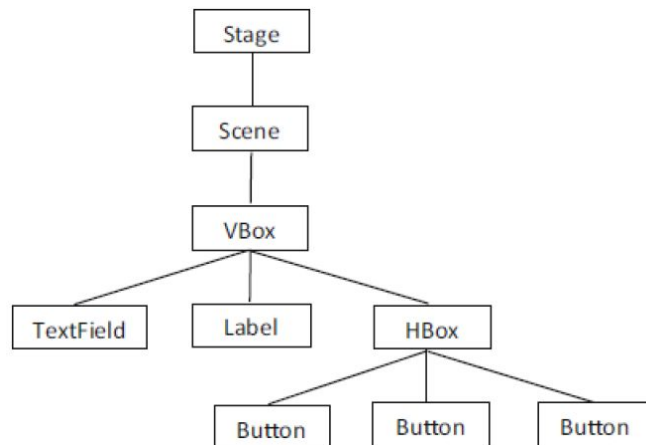 Stage
Scene
VBox
TextField Label HBox
Button Button Button